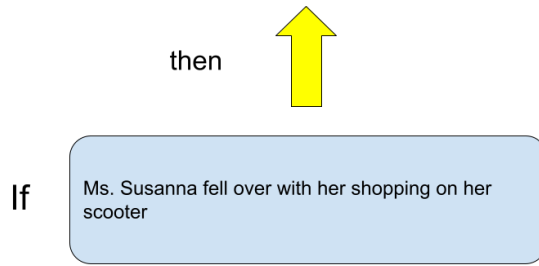 then
If
Ms. Susanna fell over with her shopping on her
scooter